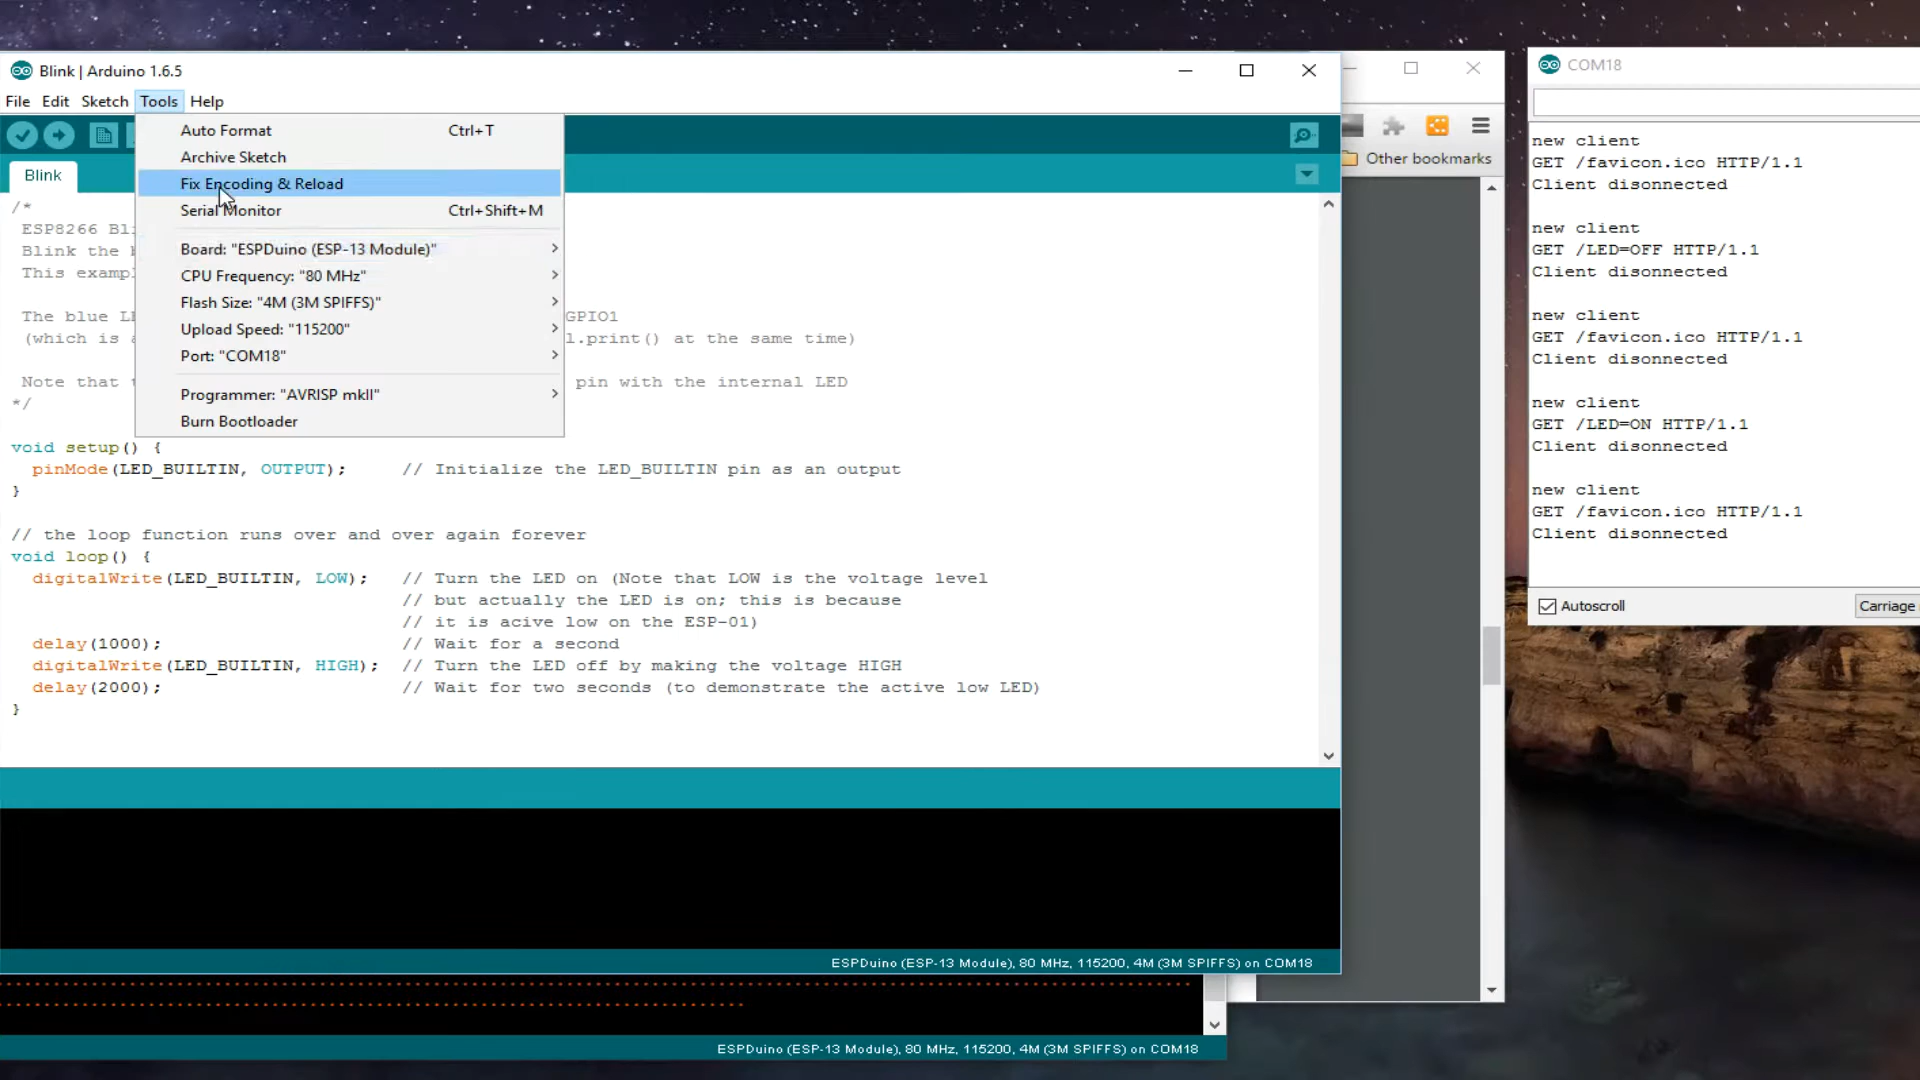 Blink | Arduino 1.6.5
File Edit Sketch Tools Help
Auto Format Ctrl+T
Archive Sketch
Fix Encoding & Reload
Serial Monitor Ctrl+Shift+M
Board: "ESPDuino (ESP-13 Module)"
CPU Frequency: "80 MHz"
Flash Size: "4M (3M SPIFFS)"
Upload Speed: "115200"
Port: "COM18"
Programmer: "AVRISP mkII"
Burn Bootloader
Blink
/*
ESP8266 Bl
Blink the
This examp
The blue L GPIO1
(which is l.print() at the same time)
Note that pin with the internal LED
*/
void setup() {
pinMode(LED_BUILTIN, OUTPUT); // Initialize the LED_BUILTIN pin as an output
}
// the loop function runs over and over again forever
void loop() {
digitalWrite(LED_BUILTIN, LOW); // Turn the LED on (Note that LOW is the voltage level
// but actually the LED is on; this is because
// it is acive low on the ESP-01)
delay(1000); // Wait for a second
digitalWrite(LED_BUILTIN, HIGH); // Turn the LED off by making the voltage HIGH
delay(2000); // Wait for two seconds (to demonstrate the active low LED)
}
ESPDuino (ESP-13 Module), 80 MHz, 115200, 4M (3M SPIFFS) on COM18
ESPDuino (ESP-13 Module), 80 MHz, 115200, 4M (3M SPIFFS) on COM18
Other bookmarks
COM18
new client
GET /favicon.ico HTTP/1.1
Client disonnected
new client
GET /LED=OFF HTTP/1.1
Client disonnected
new client
GET /favicon.ico HTTP/1.1
Client disonnected
new client
GET /LED=ON HTTP/1.1
Client disonnected
new client
GET /favicon.ico HTTP/1.1
Client disonnected
Autoscroll
Carriage